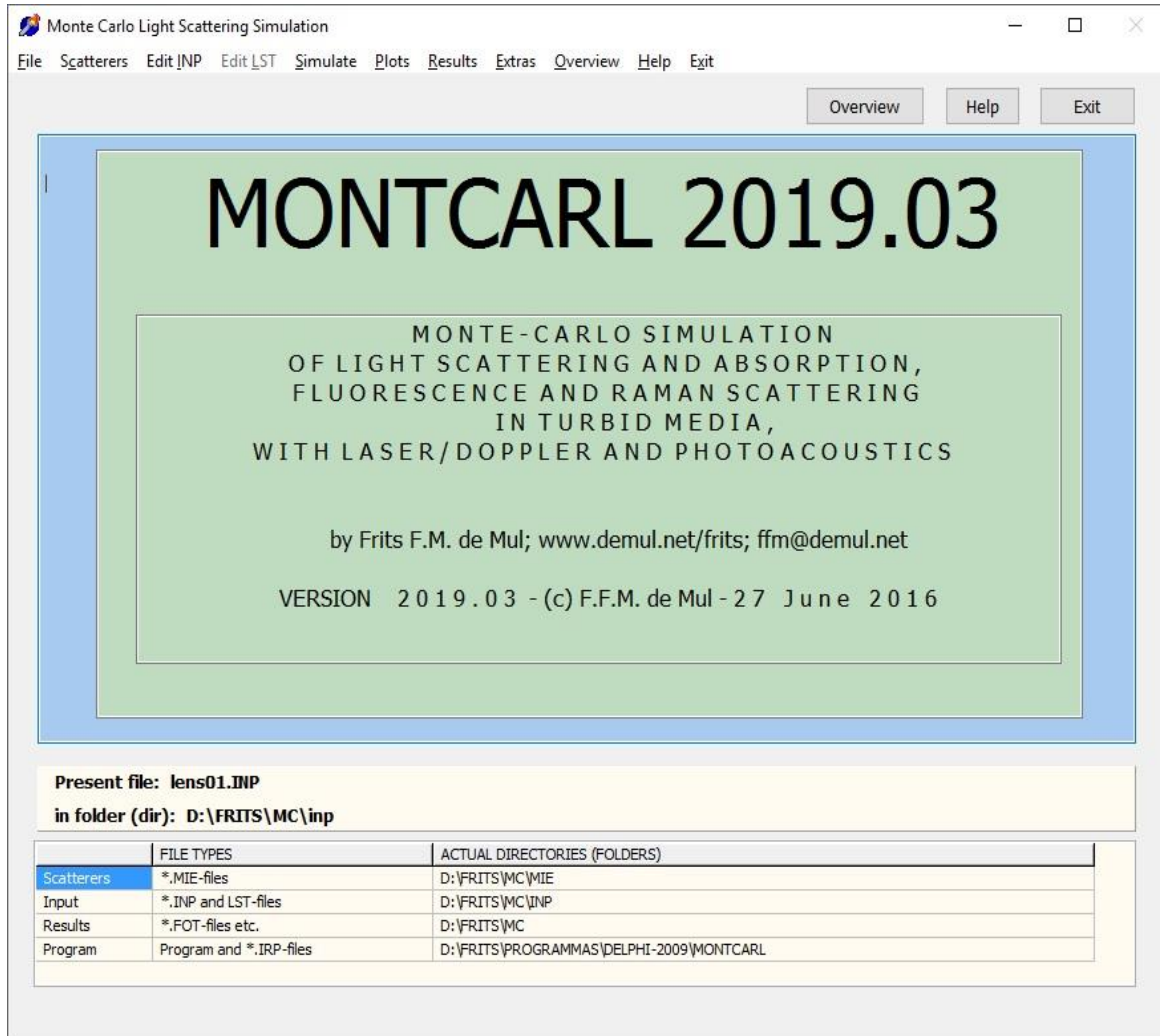 Monte Carlo Light Scattering Simulation
File Scatterers Edit INP Edit LST Simulate Plots Results Extras Overview Help Exit
Overview Help Exit
MONTCARL 2019.03
MONTE-CARLO SIMULATION
OF LIGHT SCATTERING AND ABSORPTION,
FLUORESCENCE AND RAMAN SCATTERING
IN TURBID MEDIA,
WITH LASER/DOPPLER AND PHOTOACOUSTICS
by Frits F.M. de Mul; www.demul.net/frits; ffm@demul.net
VERSION 2019.03 - (c) F.F.M. de Mul - 27 June 2016
Present file: lens01.INP
in folder (dir): D:\FRITS\MC\inp
FILE TYPES ACTUAL DIRECTORIES (FOLDERS)
Scatterers *.MIE-files D:\FRITS\MC\MIE
Input *.INP and LST-files D:\FRITS\MC\INP
Results *.FOT-files etc. D:\FRITS\MC
Program Program and *.IRP-files D:\FRITS\PROGRAMMAS\DELPHI-2009\MONTCARL